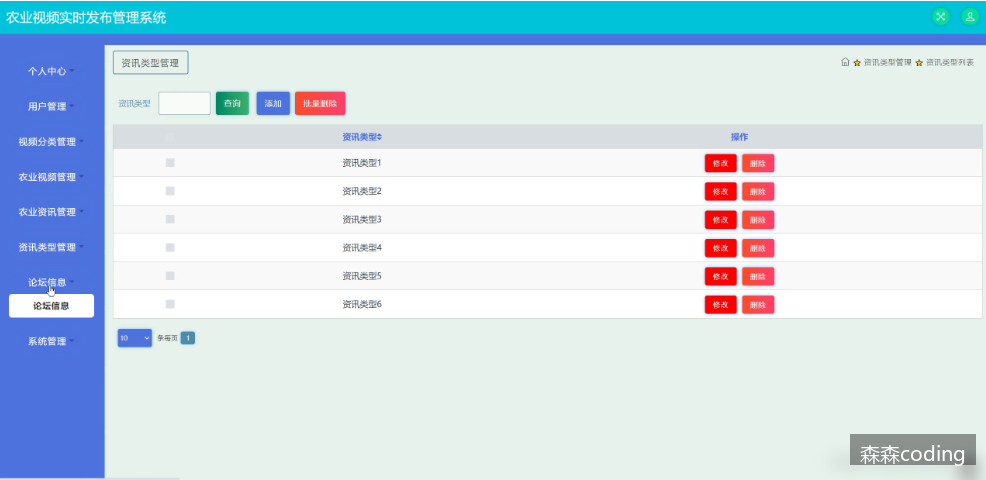 农业视频实时发布管理系统
个人中心
用户管理
视频分类管理
农业视频管理
农业资讯管理
资讯类型管理
论坛信息
论坛信息
系统管理
资讯类型管理
资讯类型管理 资讯类型列表
资讯类型 查询 添加 批量删除
资讯类型 操作
资讯类型1 修改 删除
资讯类型2 修改 删除
资讯类型3 修改 删除
资讯类型4 修改 删除
资讯类型5 修改 删除
资讯类型6 修改 删除
10 条每页 1
森森coding